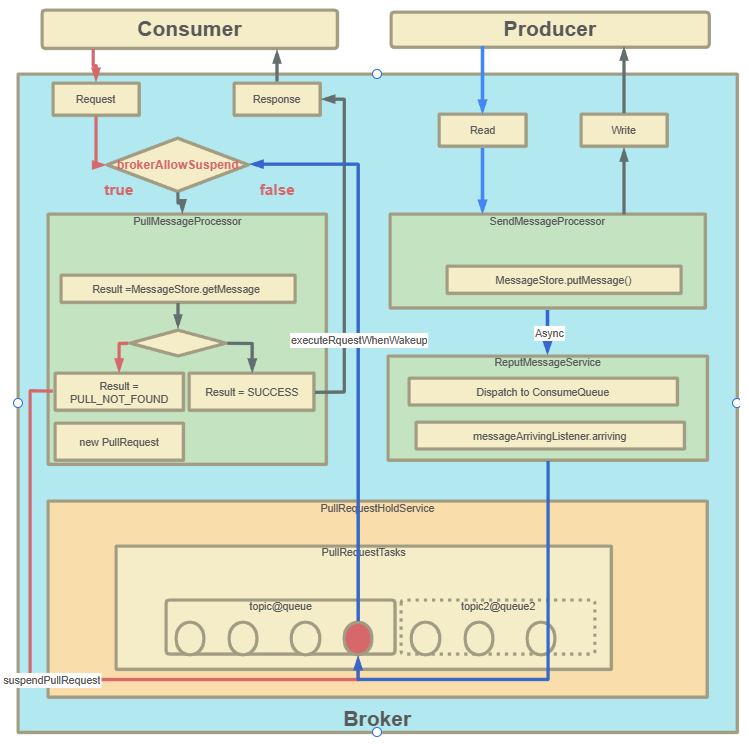 Consumer
Producer
Request
Response
Read
Write
brokerAllowSuspend
true
false
PullMessageProcessor
SendMessageProcessor
Result =MessageStore.getMessage
MessageStore.putMessage()
executeRquestWhenWakeup
Async
ReputMessageService
Result =
PULL_NOT_FOUND
Result = SUCCESS
Dispatch to ConsumeQueue
new PullRequest
messageArrivingListener.arriving
PullRequestHoldService
PullRequestTasks
topic@queue
topic2@queue2
suspendPullRequest
Broker